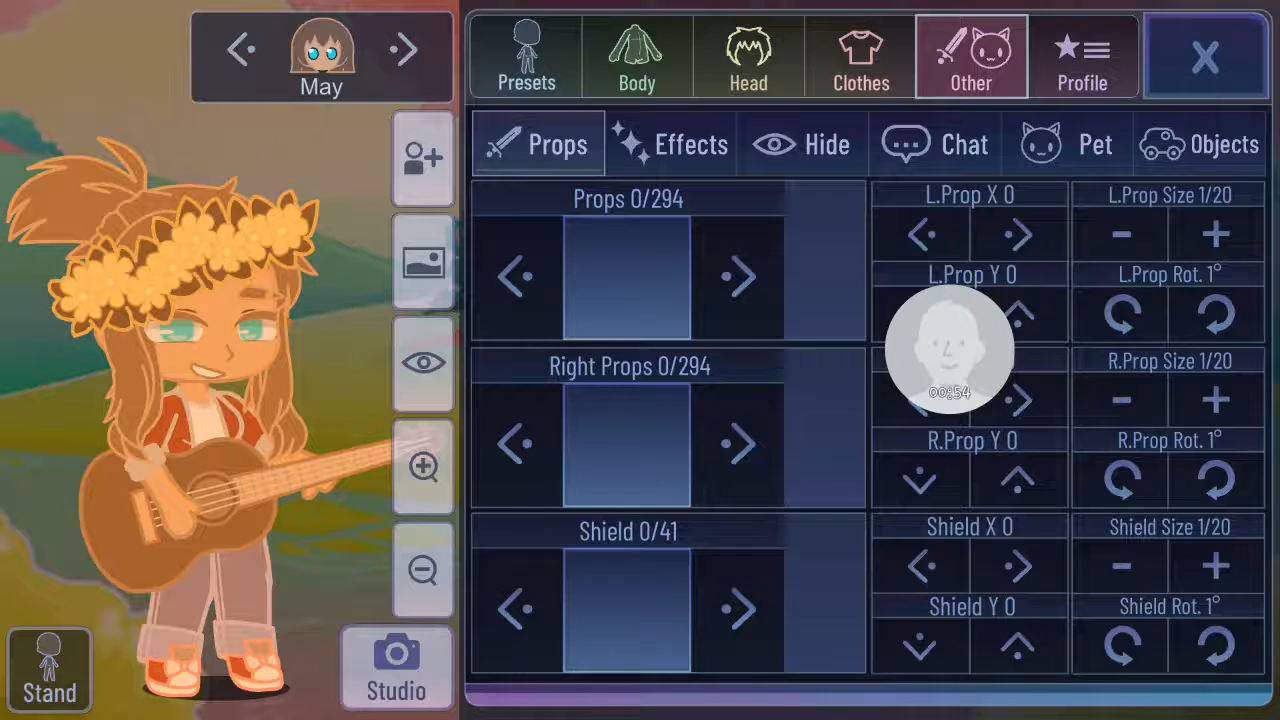 May
Stand
Studio
Presets
Body
Head
Clothes
Other
Profile
X
Props
Effects
Hide
Chat
Pet
Objects
Props 0/294
L.Prop X 0
L.Prop Size 1/20
L.Prop Y 0
L.Prop Rot. 1°
Right Props 0/294
R.Prop Size 1/20
00:54
R.Prop Y 0
R.Prop Rot. 1°
Shield 0/41
Shield X 0
Shield Size 1/20
Shield Y 0
Shield Rot. 1°